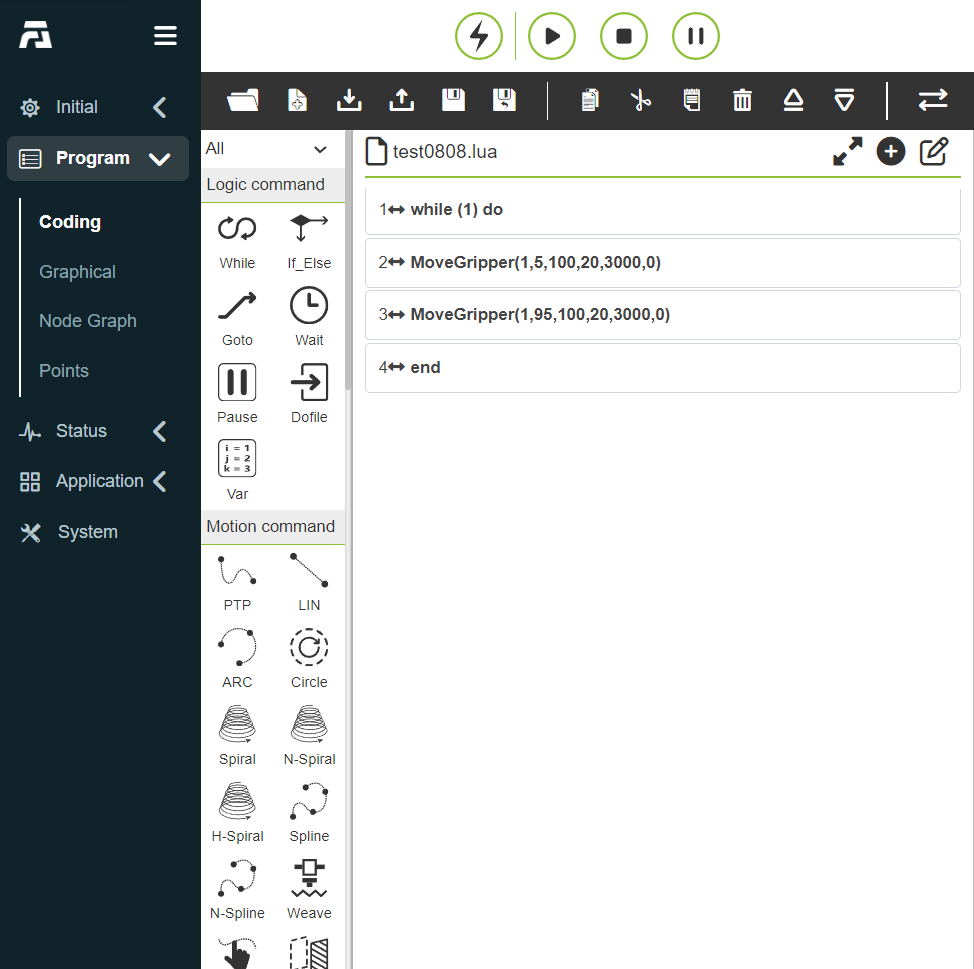 Initial
Program
Coding
Graphical
Node Graph
Points
Status
Application
System
All
Logic command
While
If_Else
Goto
Wait
Pause
Dofile
i = 1
j = 2
k = 3
Var
Motion command
PTP
LIN
ARC
Circle
Spiral
N-Spiral
H-Spiral
Spline
N-Spline
Weave
test0808.lua
1 while (1) do
2 MoveGripper(1,5,100,20,3000,0)
3 MoveGripper(1,95,100,20,3000,0)
4 end